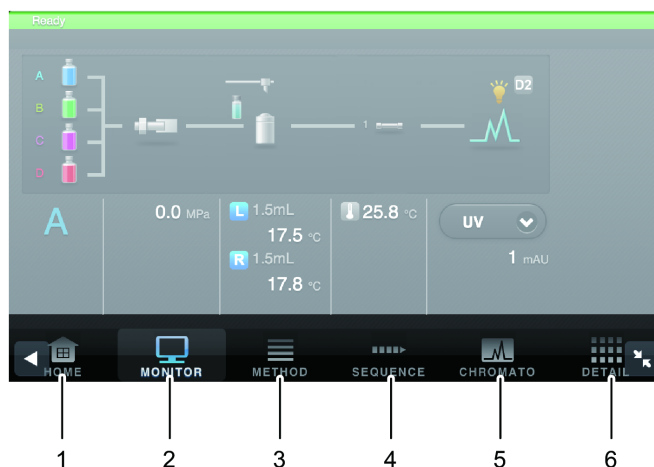 Ready
A
B
C
D
1
D2
A
0.0 MPa
L 1.5mL
17.5 °C
R 1.5mL
17.8 °C
25.8 °C
UV
1 mAU
HOME
MONITOR
METHOD
SEQUENCE
CHROMATO
DETAIL
1 2 3 4 5 6